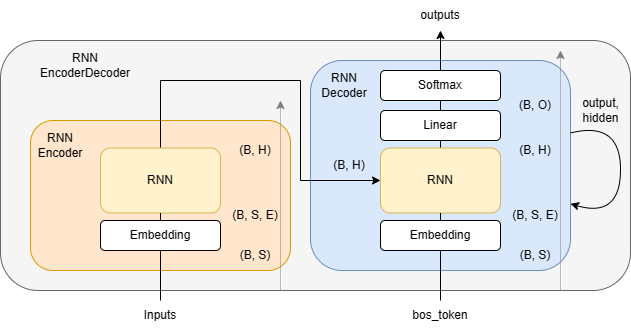 outputs
RNN
EncoderDecoder
RNN
Encoder
(B, H)
RNN
(B, S, E)
Embedding
(B, S)
Inputs
(B, H)
RNN
Decoder
Softmax
(B, O)
Linear
(B, H)
RNN
(B, S, E)
Embedding
(B, S)
bos_token
output,
hidden